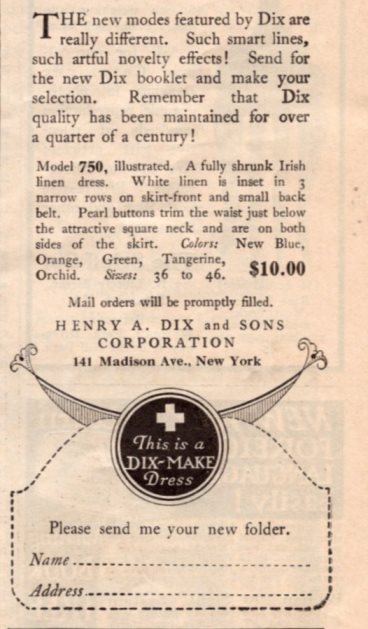 THE new modes featured by Dix are
really different. Such smart lines,
such artful novelty effects! Send for
the new Dix booklet and make your
selection. Remember that Dix
quality has been maintained for over
a quarter of a century!
Model 750, illustrated. A fully shrunk Irish
linen dress. White linen is inset in 3
narrow rows on skirt-front and small back
belt. Pearl buttons trim the waist just below
the attractive square neck and are on both
sides of the skirt. Colors: New Blue,
Orange, Green, Tangerine,
Orchid. Sizes: 36 to 46. $10.00
Mail orders will be promptly filled.
HENRY A. DIX and SONS
CORPORATION
141 Madison Ave., New York
This is a
DIX-MAKE
Dress
Please send me your new folder.
Name
Address